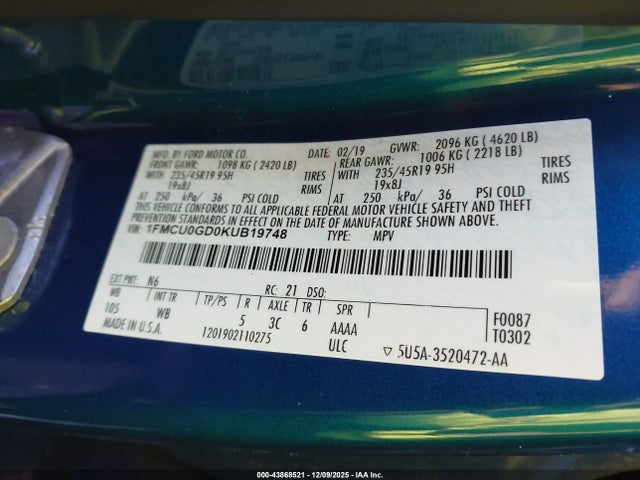 MFD. BY FORD MOTOR CO. DATE: 02/19 GVWR: 2096 KG ( 4620 LB)
FRONT GAWR: 1098 KG ( 2420 LB) REAR GAWR: 1006 KG ( 2218 LB)
WITH 235/45R19 95H TIRES WITH 235/45R19 95H TIRES
19x8J RIMS 19x8J RIMS
AT 250 kPa/ 36 PSI COLD AT 250 kPa/ 36 PSI COLD
THIS VEHICLE CONFORMS TO ALL APPLICABLE FEDERAL MOTOR VEHICLE SAFETY AND THEFT
PREVENTION STANDARDS IN EFFECT ON THE DATE OF MANUFACTURE SHOWN ABOVE.
VIN: 1FMCU0GD0KUB19748 TYPE: MPV
EXT PNT: N6 RC: 21 DSO:
WB INT TR TP/PS R AXLE TR SPR F0087
105 WB 5 3C 6 AAAA T0302
MADE IN U.S.A. 1201902110275 ULC ▽ 5U5A-3520472-AA
00-43868521 - 12/09/2025 - IAA Inc.